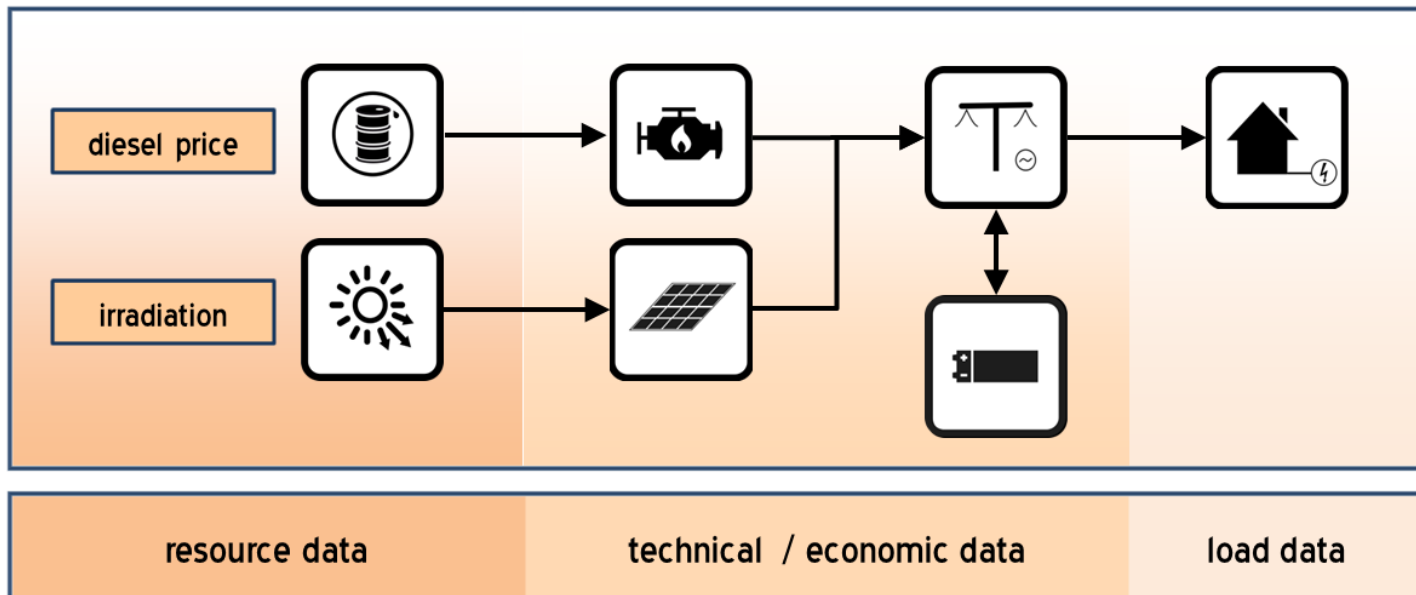 diesel price
irradiation
resource data
technical / economic data
load data